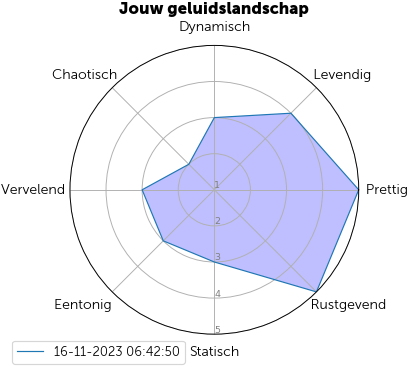 Jouw geluidslandschap
Dynamisch
Chaotisch
Levendig
Vervelend
Prettig
1
2
3
4
5
Eentonig
Rustgevend
Statisch
16-11-2023 06:42:50